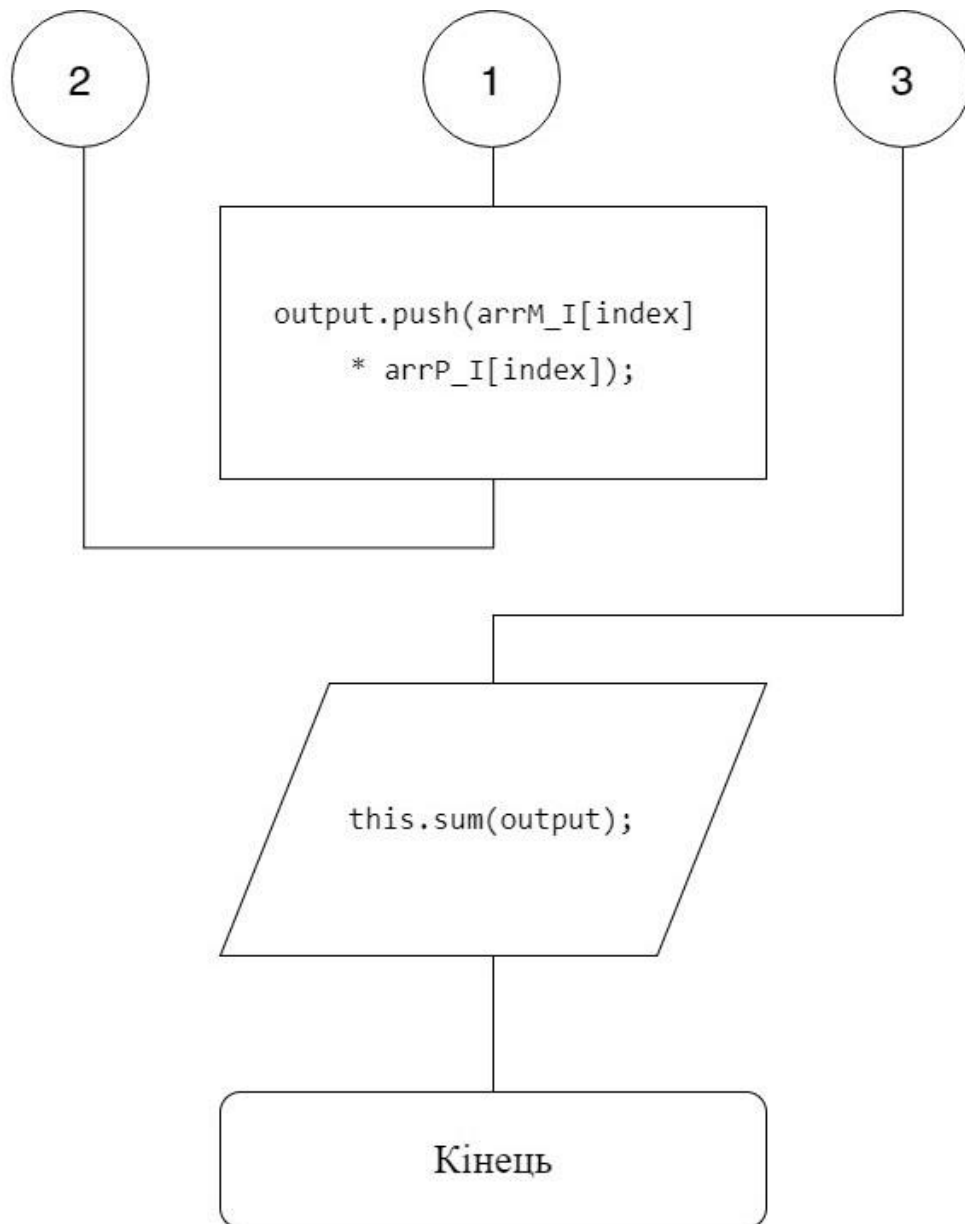 2
1
3
output.push(arrM_I[index]
* arrP_I[index]);
this.sum(output);
Кінець